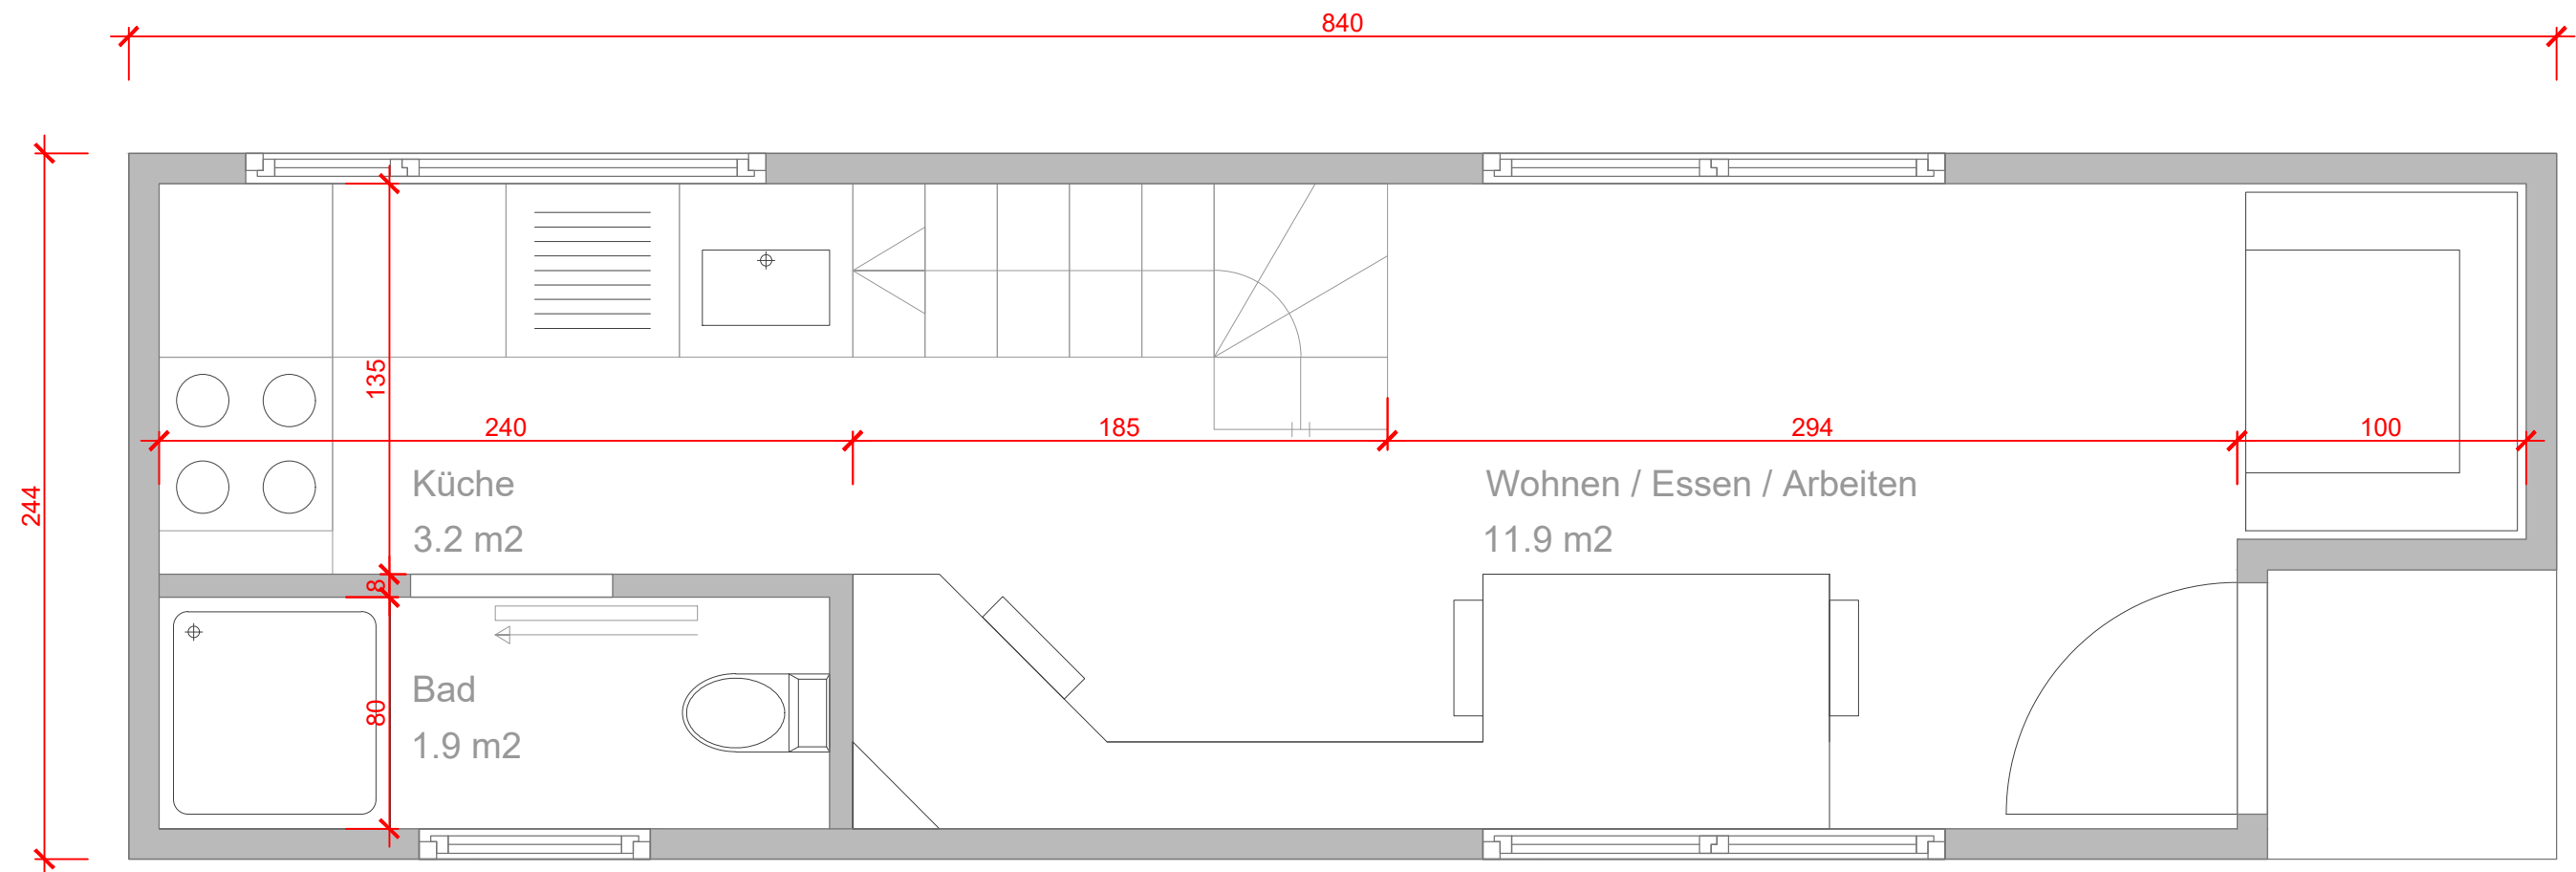 840
244
135
240
185
294
100
Küche
3.2 m2
Wohnen / Essen / Arbeiten
11.9 m2
8
Bad
1.9 m2
80